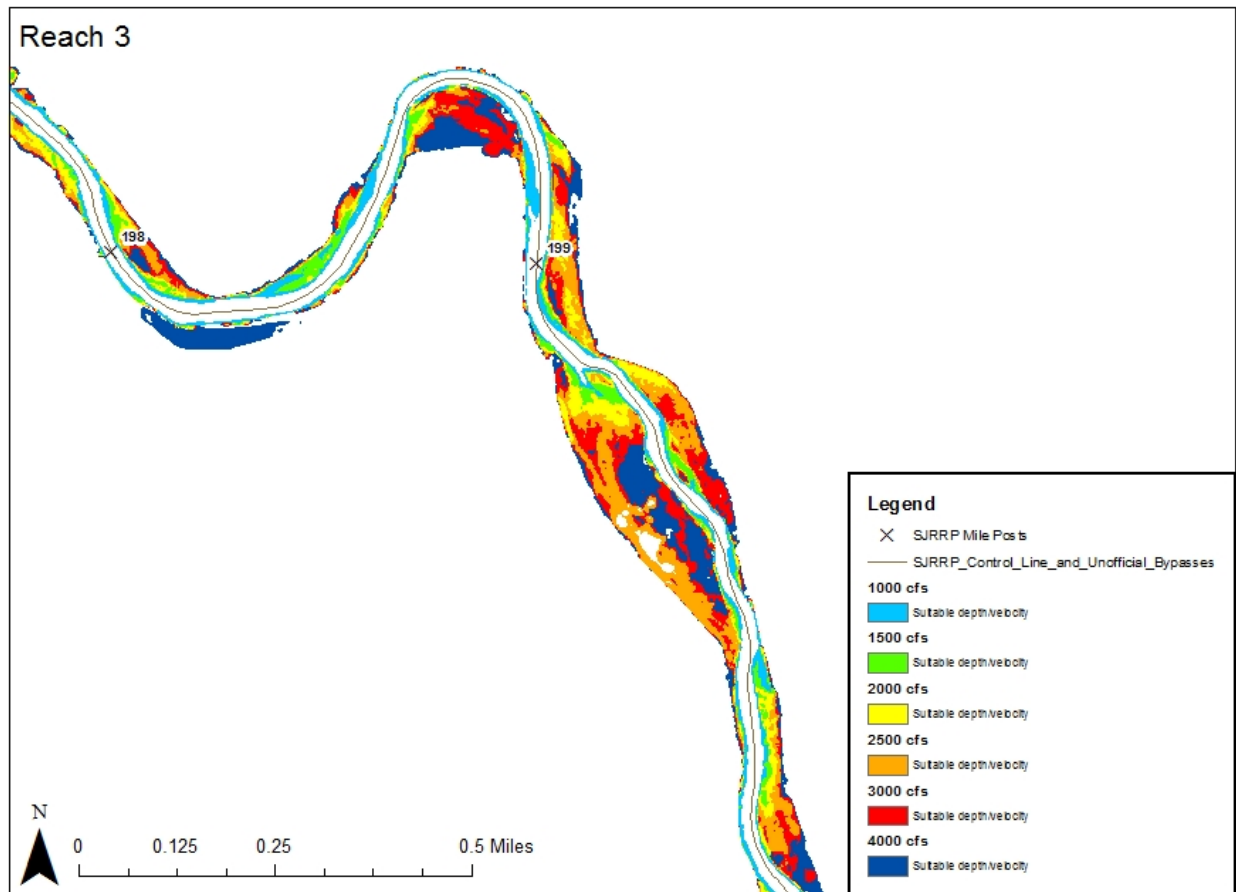 Reach 3
198
199
Legend
SJRRP Mile Posts
SJRRP_Control_Line_and_Unofficial_Bypasses
1000 cfs
Suitable depth/velocity
1500 cfs
Suitable depth/velocity
2000 cfs
Suitable depth/velocity
2500 cfs
Suitable depth/velocity
3000 cfs
Suitable depth/velocity
4000 cfs
Suitable depth/velocity
N
0 0.125 0.25 0.5 Miles